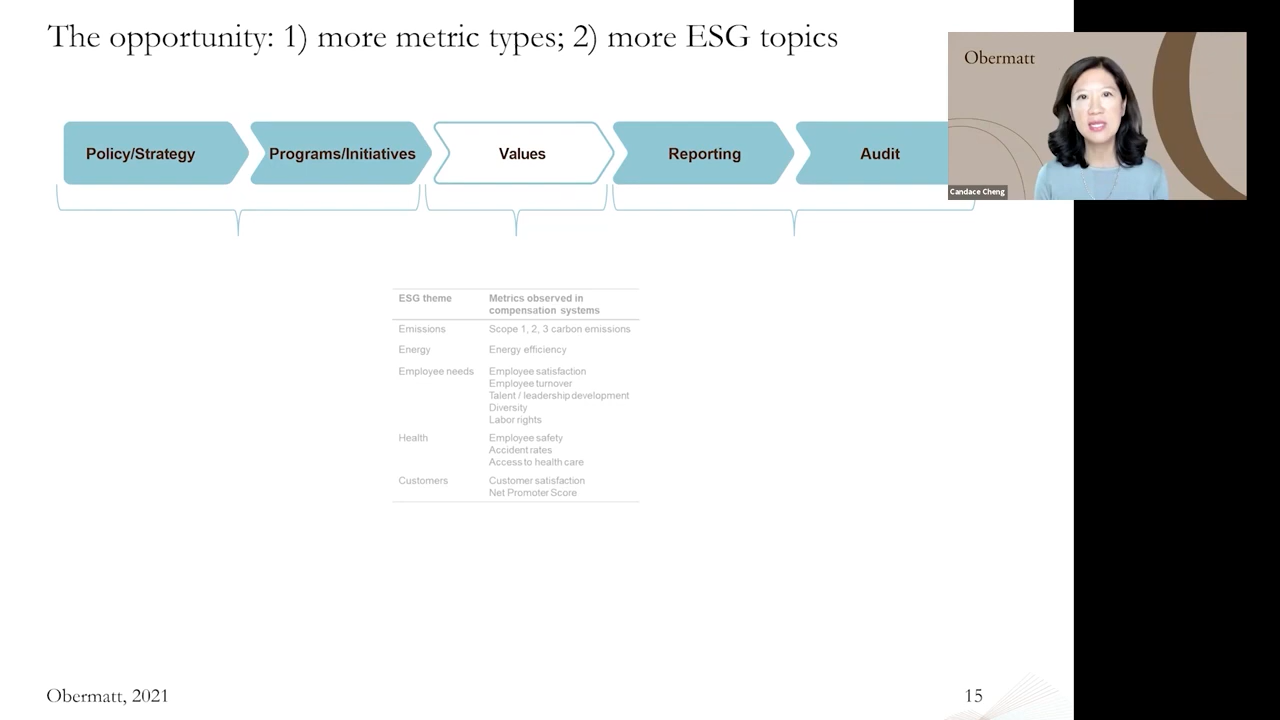 The opportunity: 1) more metric types; 2) more ESG topics
Obermatt
Candace Cheng
Policy/Strategy
Programs/Initiatives
Values
Reporting
Audit
ESG theme
Metrics observed in
compensation systems
Emissions
Scope 1, 2, 3 carbon emissions
Energy
Energy efficiency
Employee needs
Employee satisfaction
Employee turnover
Talent / leadership development
Diversity
Labor rights
Health
Employee safety
Accident rates
Access to health care
Customers
Customer satisfaction
Net Promoter Score
Obermatt, 2021
15